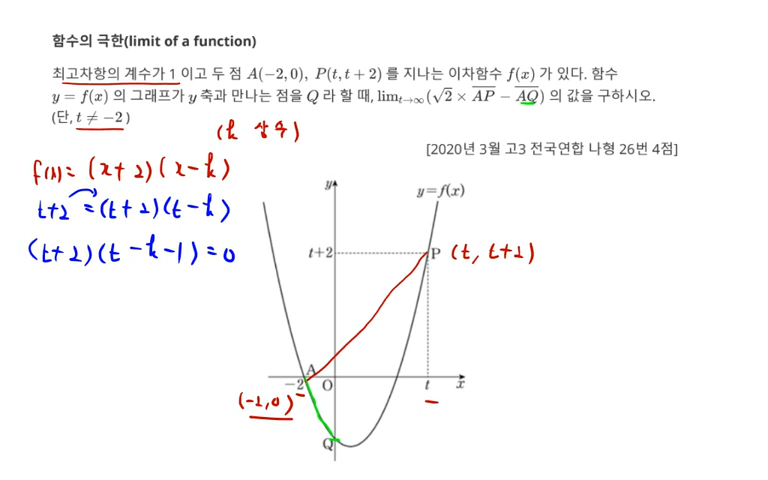 함수의 극한(limit of a function)
최고차항의 계수가 1 이고 두 점 A(−2, 0), P(t, t + 2) 를 지나는 이차함수 f(x) 가 있다. 함수
y = f(x) 의 그래프가 y 축과 만나는 점을 Q 라 할 때, lim_{t→∞}(√2 × \overline{AP} − \overline{AQ}) 의 값을 구하시오.
(단, t ≠ −2)
(k 상수)
[2020년 3월 고3 전국연합 나형 26번 4점]
f(x) = (x+2)(x-k)
t+2 = (t+2)(t-k)
(t+2)(t-k-1)=0
y
y=f(x)
t+2
P (t, t+2)
A
−2 O t x
(-2,0)
Q